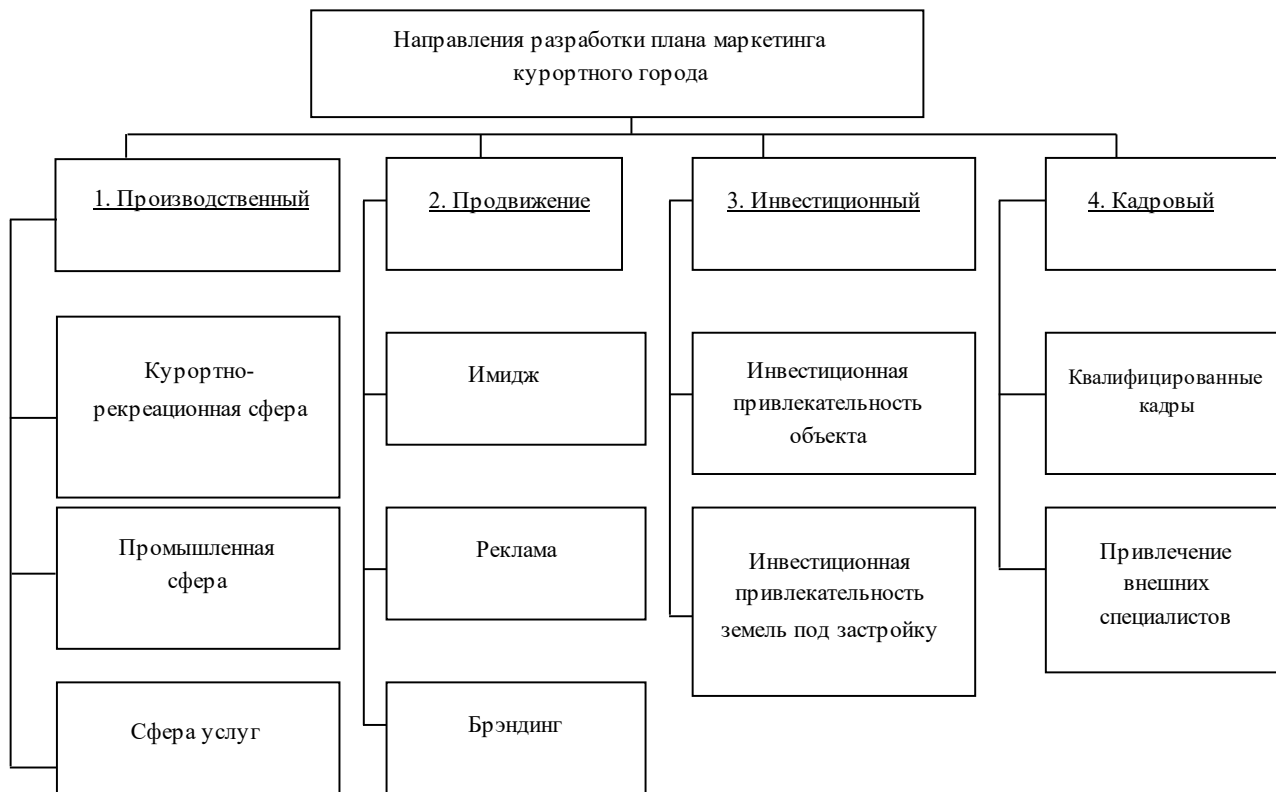 Направления разработки плана маркетинга
курортного города
1. Производственный
2. Продвижение
3. Инвестиционный
4. Кадровый
Курортно-
рекреационная сфера
Имидж
Инвестиционная
привлекательность
объекта
Квалифицированные
кадры
Промышленная
сфера
Реклама
Инвестиционная
привлекательность
земель под застройку
Привлечение
внешних
специалистов
Сфера услуг
Брэндинг